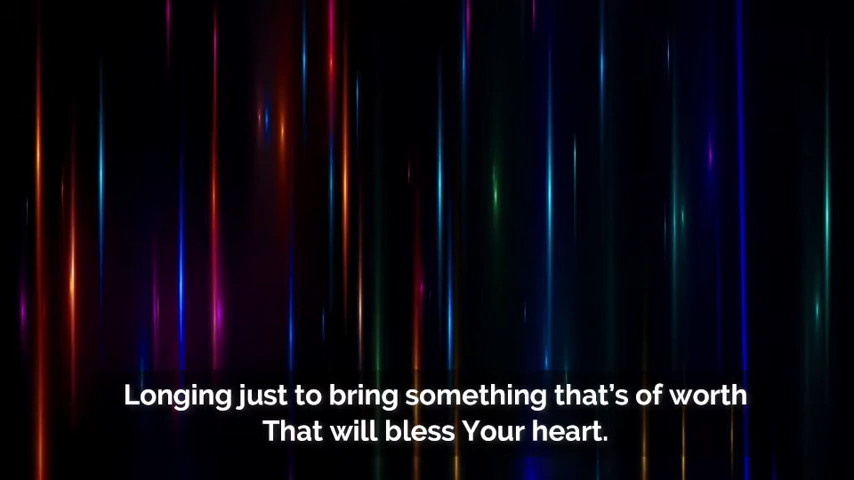 Longing just to bring something that’s of worth
That will bless Your heart.